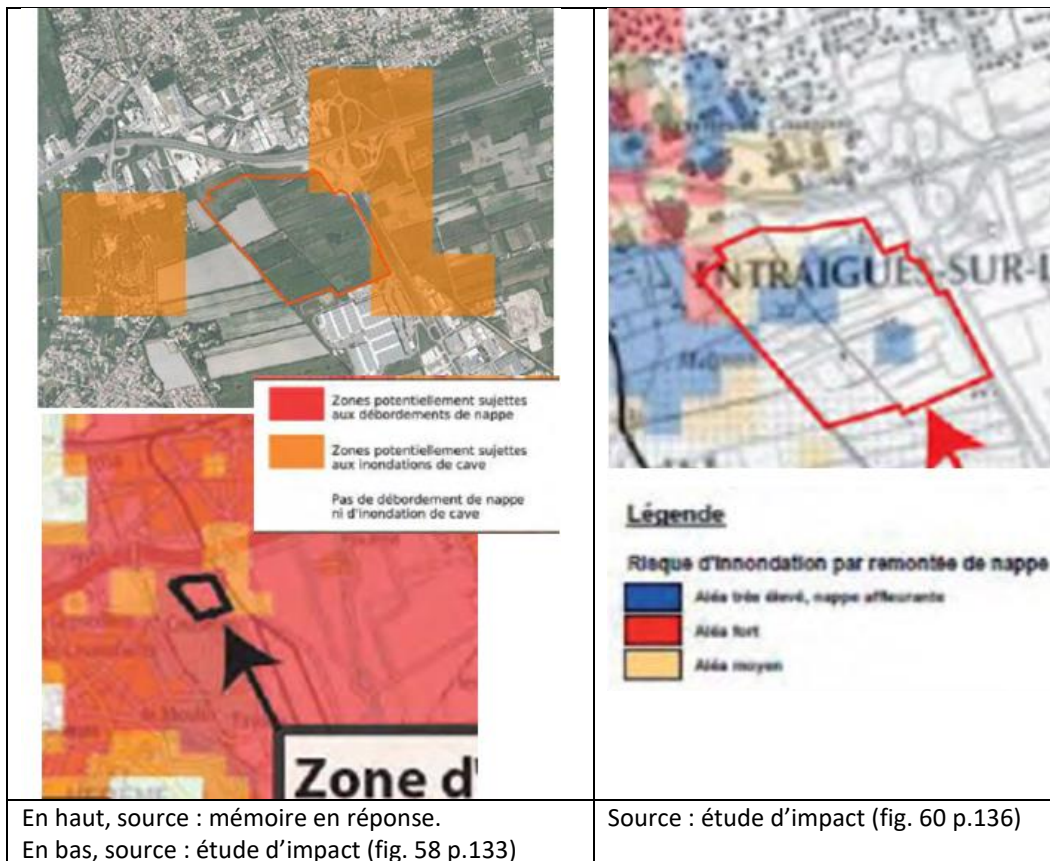 Zones potentiellement sujettes
aux débordements de nappe
Zones potentiellement sujettes
aux inondations de cave
Pas de débordement de nappe
ni d'inondation de cave
Zone d'
ENTRAIGUES-SUR-L
Légende
Risque d'innondation par remontée de nappe
Aléa très élevé, nappe affleurante
Aléa fort
Aléa moyen
En haut, source : mémoire en réponse.
En bas, source : étude d'impact (fig. 58 p.133)
Source : étude d'impact (fig. 60 p.136)